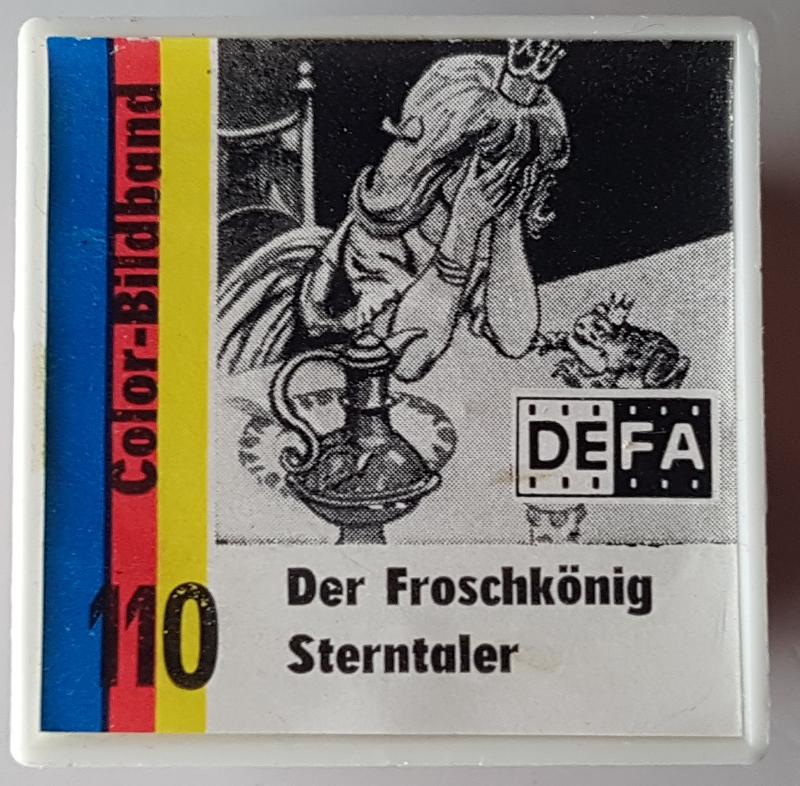 Color-Bildband
DEFA
110
Der Froschkönig
Sterntaler